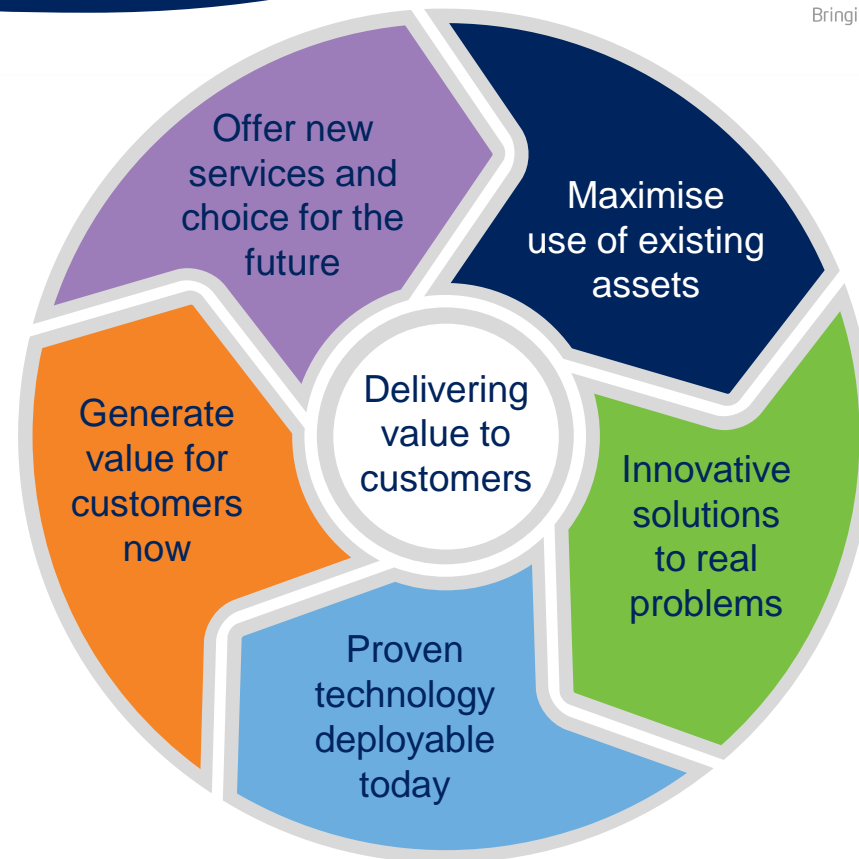 Bringi
Offer new
services and
choice for the
future
Maximise
use of existing
assets
Delivering
value to
customers
Generate
value for
customers
now
Innovative
solutions
to real
problems
Proven
technology
deployable
today